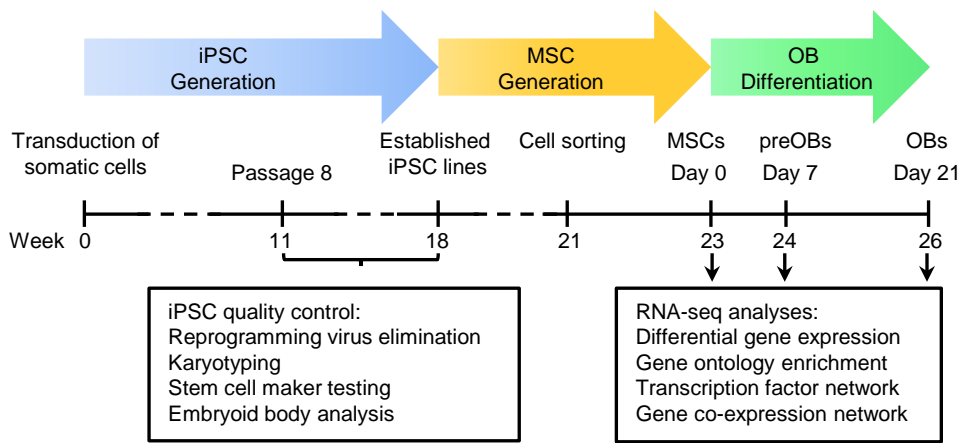 iPSC
Generation
MSC
Generation
OB
Differentiation
Transduction of
somatic cells
Passage 8
Established
iPSC lines
Cell sorting
MSCs
Day 0
preOBs
Day 7
OBs
Day 21
Week 0 11 18 21 23 24 26
iPSC quality control:
Reprogramming virus elimination
Karyotyping
Stem cell maker testing
Embryoid body analysis
RNA-seq analyses:
Differential gene expression
Gene ontology enrichment
Transcription factor network
Gene co-expression network